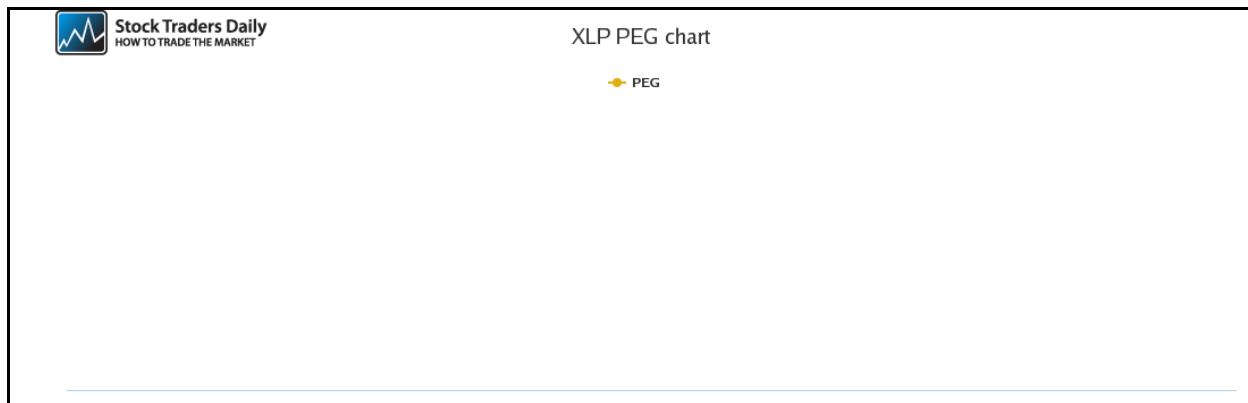 Stock Traders Daily
HOW TO TRADE THE MARKET
XLP PEG chart
PEG